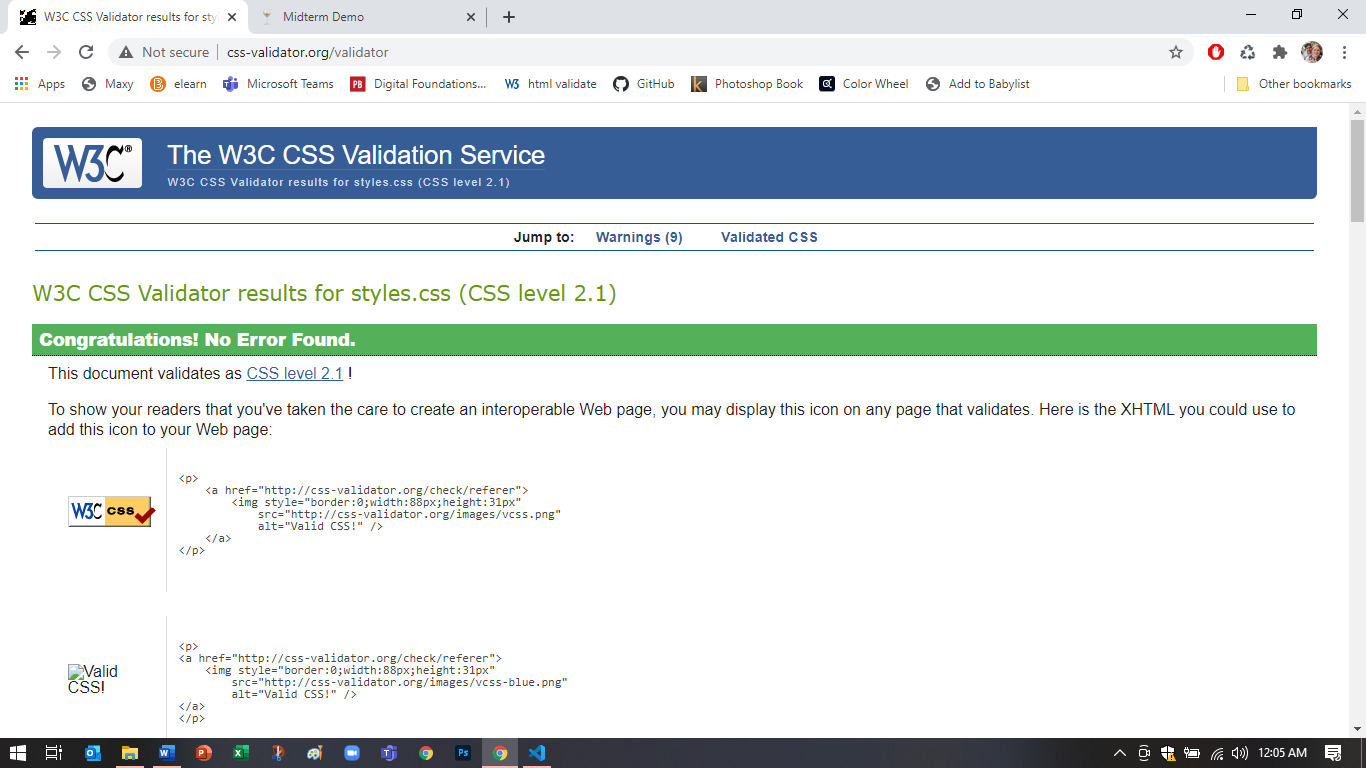 W3C CSS Validator results for sty
Midterm Demo
Not secure
css-validator.org/validator
Apps
Maxy
elearn
Microsoft Teams
PB
Digital Foundations...
W3
html validate
GitHub
Photoshop Book
Color Wheel
Add to Babylist
Other bookmarks
W3C®
The W3C CSS Validation Service
W3C CSS Validator results for styles.css (CSS level 2.1)
Jump to: Warnings (9) Validated CSS
W3C CSS Validator results for styles.css (CSS level 2.1)
Congratulations! No Error Found.
This document validates as CSS level 2.1 !
To show your readers that you've taken the care to create an interoperable Web page, you may display this icon on any page that validates. Here is the XHTML you could use to
add this icon to your Web page:
W3C css
<p>
<a href="http://css-validator.org/check/referer">
<img style="border:0;width:88px;height:31px"
src="http://css-validator.org/images/vcss.png"
alt="Valid CSS!" />
</a>
</p>
Valid
CSS!
<p>
<a href="http://css-validator.org/check/referer">
<img style="border:0;width:88px;height:31px"
src="http://css-validator.org/images/vcss-blue.png"
alt="Valid CSS!" />
</a>
</p>
Ps
12:05 AM